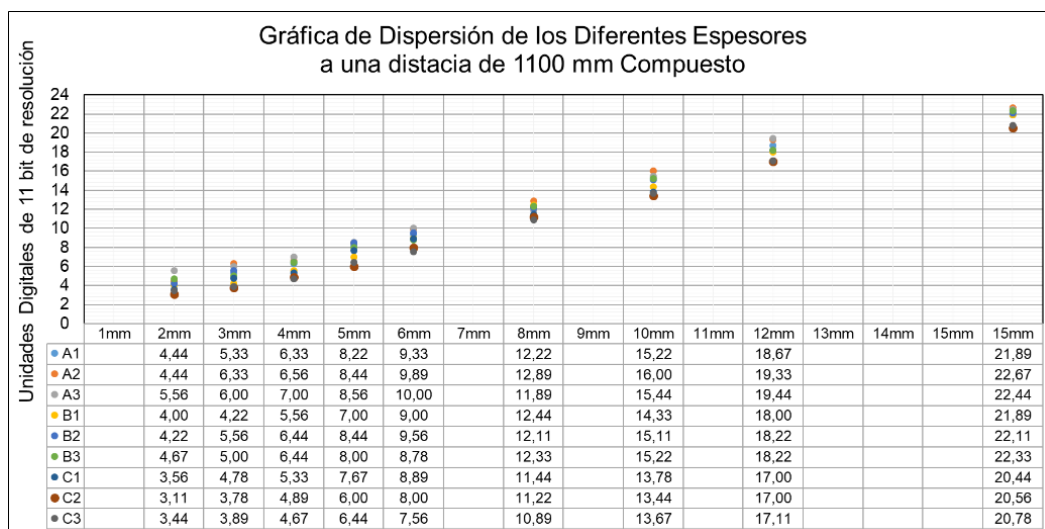 Gráfica de Dispersión de los Diferentes Espesores
a una distacia de 1100 mm Compuesto
Unidades Digitales de 11 bit de resolución
24
22
20
18
16
14
12
10
8
6
4
2
0
1mm 2mm 3mm 4mm 5mm 6mm 7mm 8mm 9mm 10mm 11mm 12mm 13mm 14mm 15mm 15mm
A1 4,44 5,33 6,33 8,22 9,33 12,22 15,22 18,67 21,89
A2 4,44 6,33 6,56 8,44 9,89 12,89 16,00 19,33 22,67
A3 5,56 6,00 7,00 8,56 10,00 11,89 15,44 19,44 22,44
B1 4,00 4,22 5,56 7,00 9,00 12,44 14,33 18,00 21,89
B2 4,22 5,56 6,44 8,44 9,56 12,11 15,11 18,22 22,11
B3 4,67 5,00 6,44 8,00 8,78 12,33 15,22 18,22 22,33
C1 3,56 4,78 5,33 7,67 8,89 11,44 13,78 17,00 20,44
C2 3,11 3,78 4,89 6,00 8,00 11,22 13,44 17,00 20,56
C3 3,44 3,89 4,67 6,44 7,56 10,89 13,67 17,11 20,78